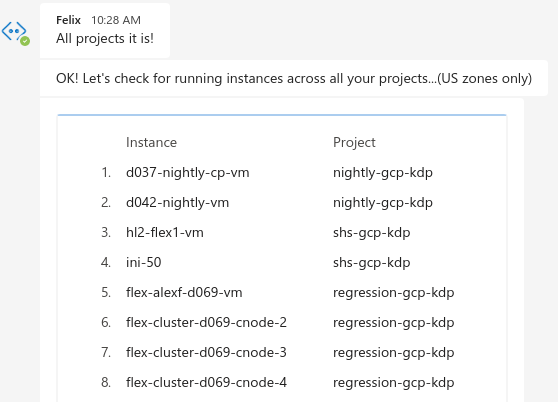 Felix 10:28 AM
All projects it is!
OK! Let's check for running instances across all your projects...(US zones only)
Instance Project
1. d037-nightly-cp-vm nightly-gcp-kdp
2. d042-nightly-vm nightly-gcp-kdp
3. hl2-flex1-vm shs-gcp-kdp
4. ini-50 shs-gcp-kdp
5. flex-alexf-d069-vm regression-gcp-kdp
6. flex-cluster-d069-cnode-2 regression-gcp-kdp
7. flex-cluster-d069-cnode-3 regression-gcp-kdp
8. flex-cluster-d069-cnode-4 regression-gcp-kdp